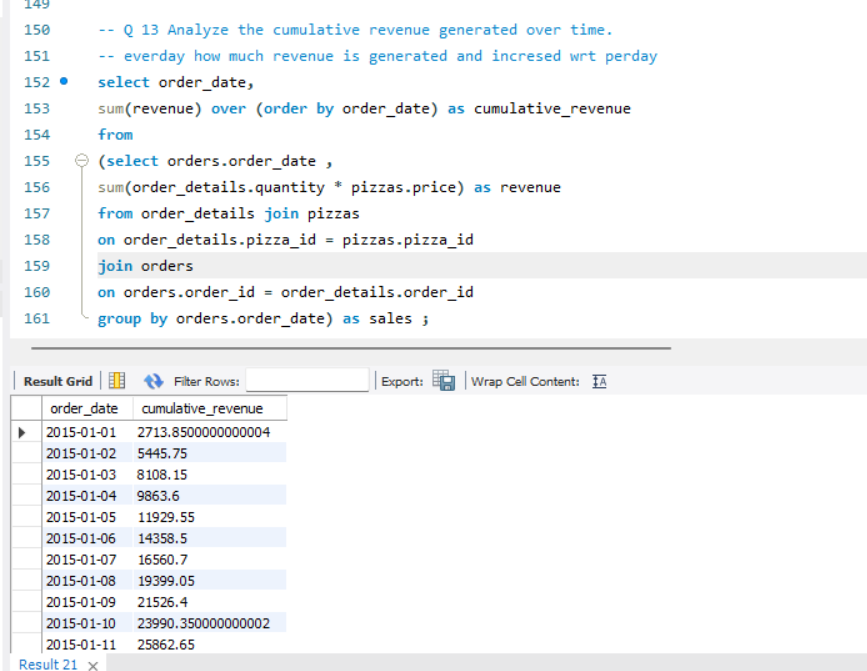 149
150 -- Q 13 Analyze the cumulative revenue generated over time.
151 -- everday how much revenue is generated and incresed wrt perday
152 select order_date,
153 sum(revenue) over (order by order_date) as cumulative_revenue
154 from
155 (select orders.order_date ,
156 sum(order_details.quantity * pizzas.price) as revenue
157 from order_details join pizzas
158 on order_details.pizza_id = pizzas.pizza_id
159 join orders
160 on orders.order_id = order_details.order_id
161 group by orders.order_date) as sales ;
Result Grid Filter Rows: Export: Wrap Cell Content: IA
order_date cumulative_revenue
2015-01-01 2713.8500000000004
2015-01-02 5445.75
2015-01-03 8108.15
2015-01-04 9863.6
2015-01-05 11929.55
2015-01-06 14358.5
2015-01-07 16560.7
2015-01-08 19399.05
2015-01-09 21526.4
2015-01-10 23990.350000000002
2015-01-11 25862.65
Result 21 ×